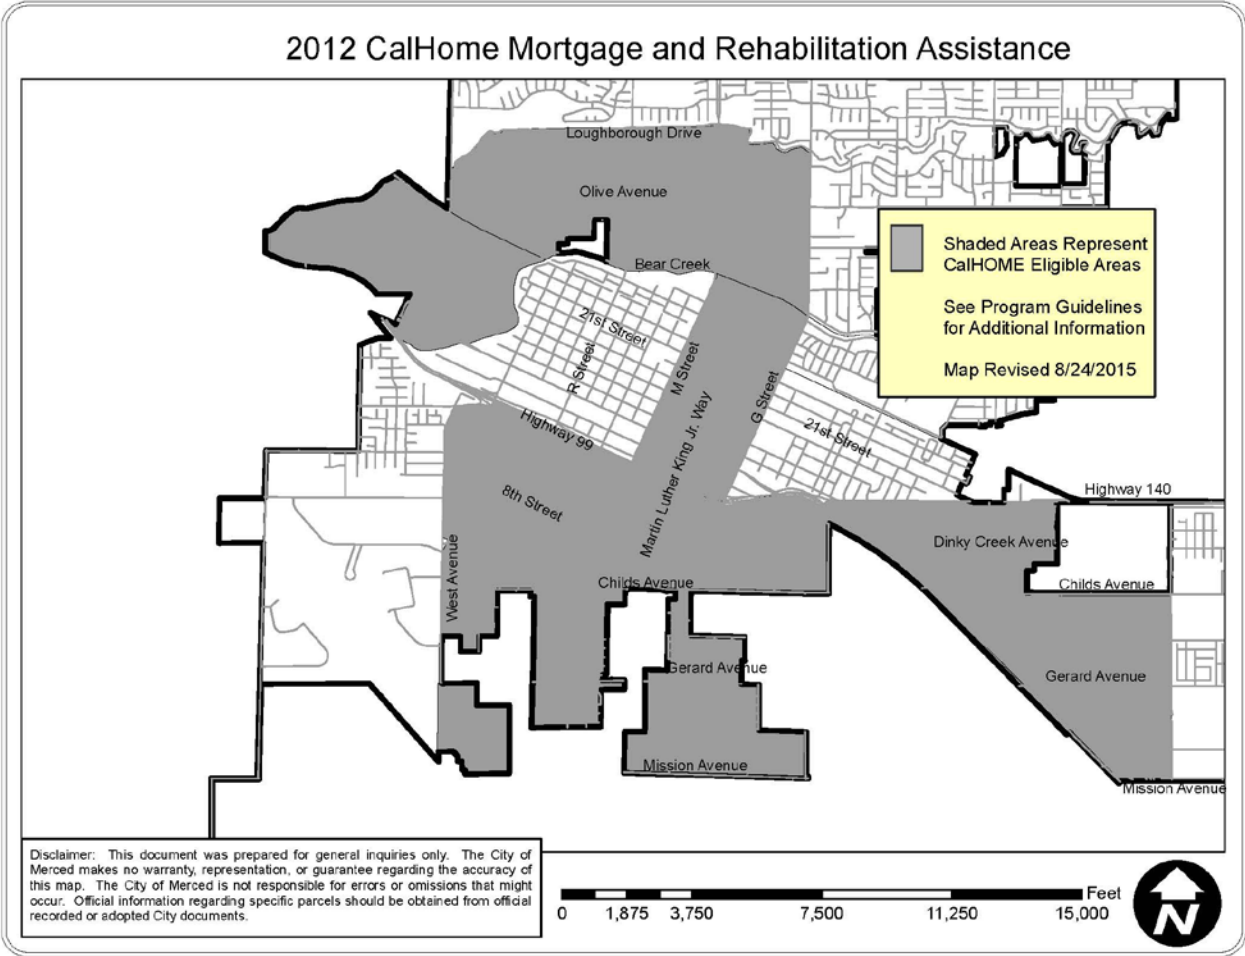 2012 CalHome Mortgage and Rehabilitation Assistance
Loughborough Drive
Olive Avenue
Bear Creek
21st Street
R Street
M Street
G Street
Martin Luther King Jr. Way
Highway 99
21st Street
8th Street
West Avenue
Childs Avenue
Gerard Avenue
Mission Avenue
Highway 140
Dinky Creek Avenue
Childs Avenue
Gerard Avenue
Mission Avenue
Shaded Areas Represent
CalHOME Eligible Areas
See Program Guidelines
for Additional Information
Map Revised 8/24/2015
Disclaimer: This document was prepared for general inquiries only. The City of
Merced makes no warranty, representation, or guarantee regarding the accuracy of
this map. The City of Merced is not responsible for errors or omissions that might
occur. Official information regarding specific parcels should be obtained from official
recorded or adopted City documents.
Feet
0 1,875 3,750 7,500 11,250 15,000
N